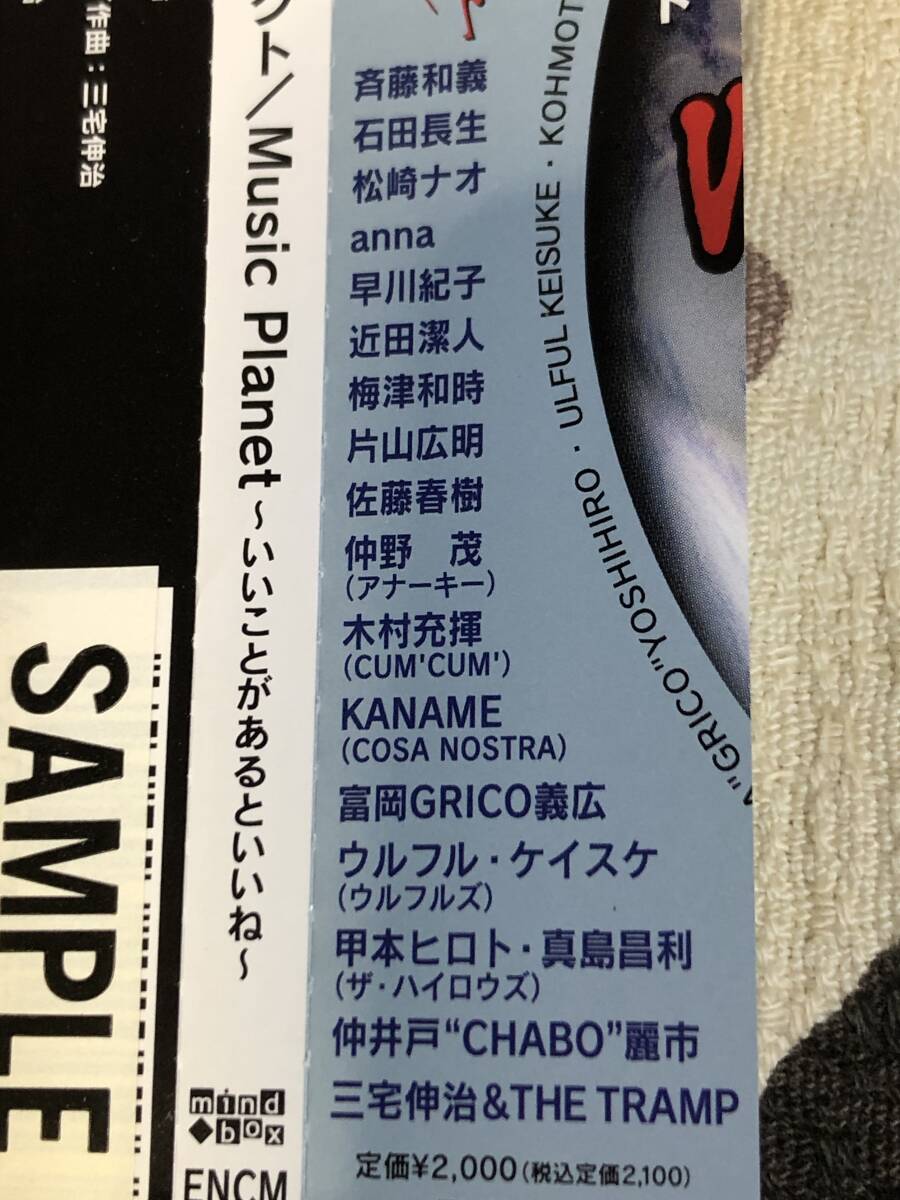 作曲：三宅伸治
SAMPLE
クト/Music Planet～いいことがあるといいね～
mind
box
ENCM
斉藤和義
石田長生
松崎ナオ
anna
早川紀子
近田潔人
梅津和時
片山広明
佐藤春樹
仲野　茂
(アナーキー)
木村充揮
(CUM'CUM')
KANAME
(COSA NOSTRA)
富岡GRICO義広
ウルフル・ケイスケ
(ウルフルズ)
甲本ヒロト・真島昌利
(ザ・ハイロウズ)
仲井戸“CHABO”麗市
三宅伸治&THE TRAMP
定価¥2,000(税込定価2,100)
"GRICO"YOSHIHIRO・ULFUL KEISUKE・KOHMOT